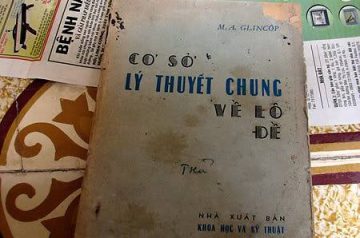 BỆNH N
M. A. GLINCỐP
CƠ SỞ
LÝ THUYẾT CHUNG
VỀ LÔ
ĐỀ
NHÀ XUẤT BẢN
KHOA HỌC VÀ KỸ THUẬT